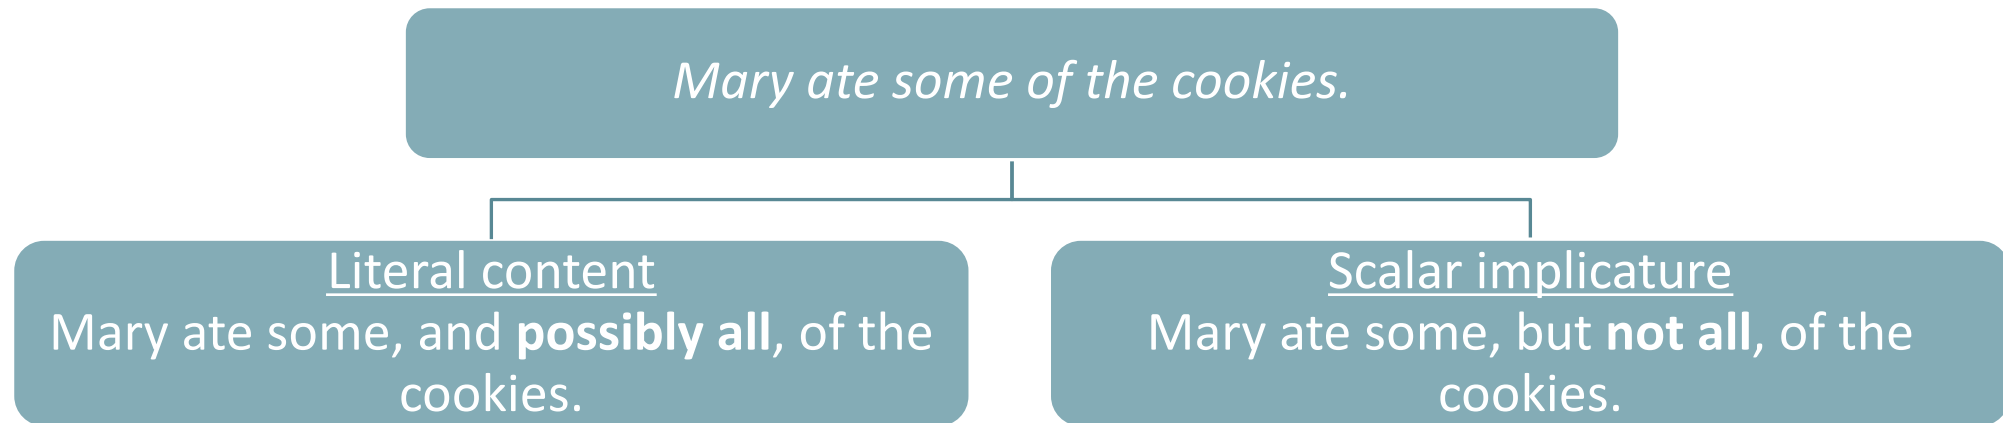 Mary ate some of the cookies.
Literal content
Mary ate some, and possibly all, of the
cookies.
Scalar implicature
Mary ate some, but not all, of the
cookies.